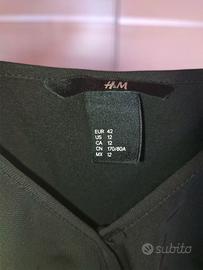 H&M
EUR 42
US 12
CA 12
CN 170/80A
MX 12
subito